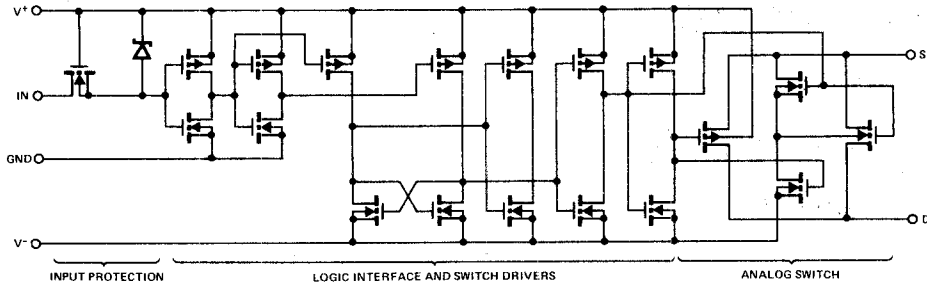 V+
S
IN
GND
D
V-
INPUT PROTECTION
LOGIC INTERFACE AND SWITCH DRIVERS
ANALOG SWITCH